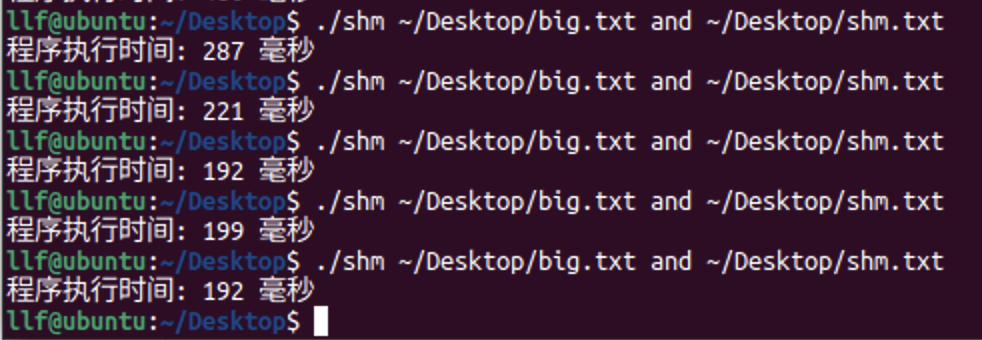 llf@ubuntu:~/Desktop$ ./shm ~/Desktop/big.txt and ~/Desktop/shm.txt
程序执行时间: 287 毫秒
llf@ubuntu:~/Desktop$ ./shm ~/Desktop/big.txt and ~/Desktop/shm.txt
程序执行时间: 221 毫秒
llf@ubuntu:~/Desktop$ ./shm ~/Desktop/big.txt and ~/Desktop/shm.txt
程序执行时间: 192 毫秒
llf@ubuntu:~/Desktop$ ./shm ~/Desktop/big.txt and ~/Desktop/shm.txt
程序执行时间: 199 毫秒
llf@ubuntu:~/Desktop$ ./shm ~/Desktop/big.txt and ~/Desktop/shm.txt
程序执行时间: 192 毫秒
llf@ubuntu:~/Desktop$